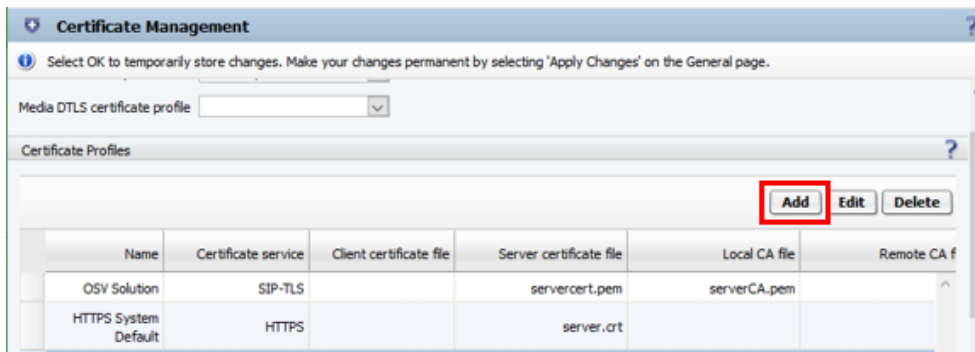 Certificate Management
?
Select OK to temporarily store changes. Make your changes permanent by selecting 'Apply Changes' on the General page.
Media DTLS certificate profile
Certificate Profiles
?
Add Edit Delete
Name Certificate service Client certificate file Server certificate file Local CA file Remote CA f
OSV Solution SIP-TLS servercert.pem serverCA.pem
HTTPS System
Default HTTPS server.crt